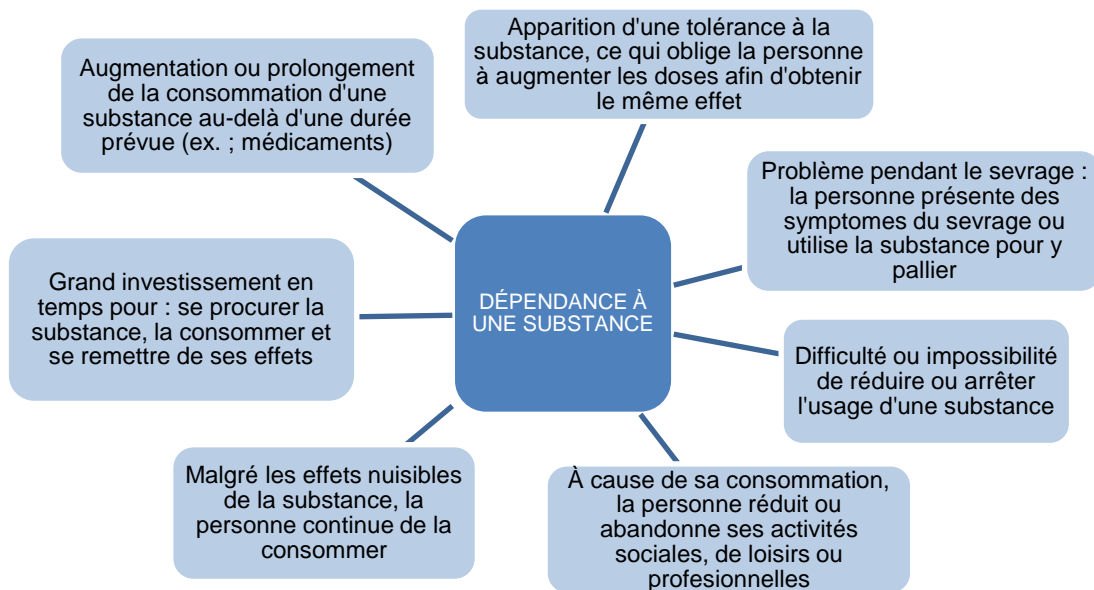 Apparition d'une tolérance à la
substance, ce qui oblige la personne
à augmenter les doses afin d'obtenir
le même effet
Problème pendant le sevrage :
la personne présente des
symptomes du sevrage ou
utilise la substance pour y
pallier
Difficulté ou impossibilité
de réduire ou arrêter
l'usage d'une substance
À cause de sa consommation,
la personne réduit ou
abandonne ses activités
sociales, de loisirs ou
profesionnelles
Malgré les effets nuisibles
de la substance, la
personne continue de la
consommer
Grand investissement en
temps pour : se procurer la
substance, la consommer et
se remettre de ses effets
Augmentation ou prolongement
de la consommation d'une
substance au-delà d'une durée
prévue (ex. ; médicaments)
DÉPENDANCE À
UNE SUBSTANCE